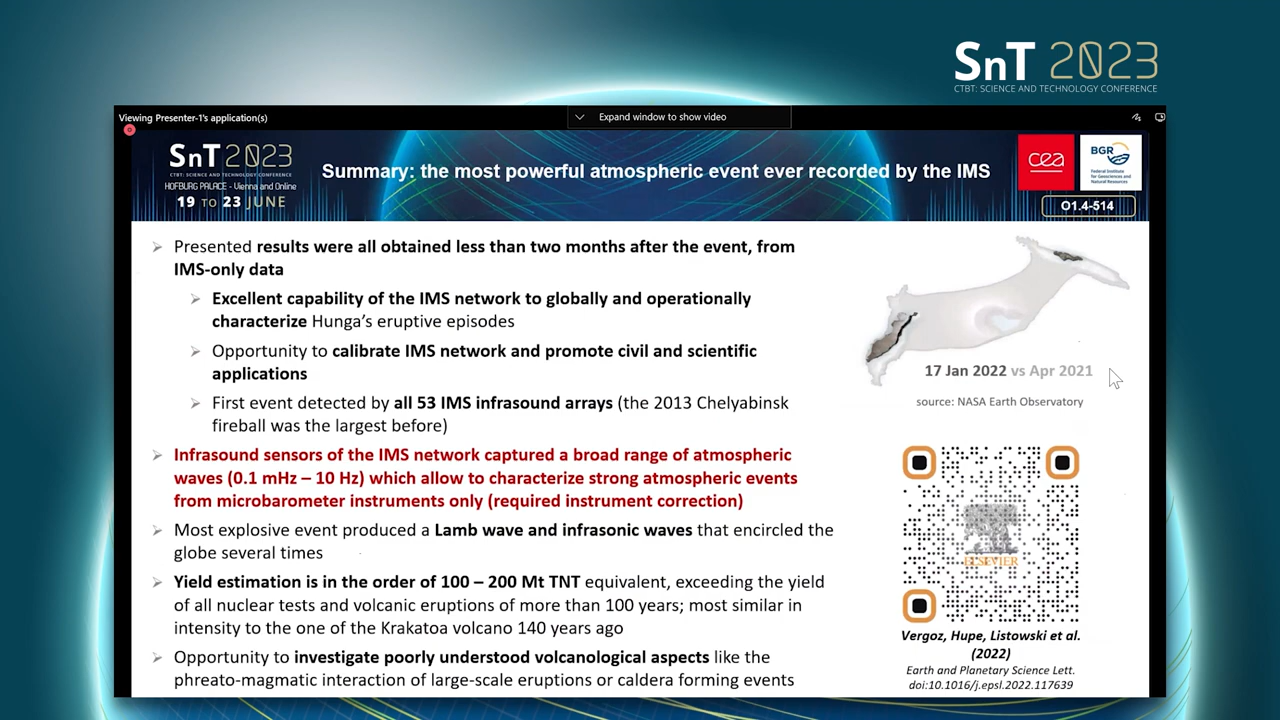 SnT 2023
CTBT: SCIENCE AND TECHNOLOGY CONFERENCE
Viewing Presenter-1's application(s)
Expand window to show video
SnT 2023
CTBT: SCIENCE AND TECHNOLOGY CONFERENCE
HOFBURG PALACE - Vienna and Online
19 TO 23 JUNE
Summary: the most powerful atmospheric event ever recorded by the IMS
cea
BGR
Federal Institute
for Geosciences and
Natural Resources
O1.4-514
Presented results were all obtained less than two months after the event, from
IMS-only data
Excellent capability of the IMS network to globally and operationally
characterize Hunga's eruptive episodes
Opportunity to calibrate IMS network and promote civil and scientific
applications
First event detected by all 53 IMS infrasound arrays (the 2013 Chelyabinsk
fireball was the largest before)
Infrasound sensors of the IMS network captured a broad range of atmospheric
waves (0.1 mHz – 10 Hz) which allow to characterize strong atmospheric events
from microbarometer instruments only (required instrument correction)
Most explosive event produced a Lamb wave and infrasonic waves that encircled the
globe several times
Yield estimation is in the order of 100 – 200 Mt TNT equivalent, exceeding the yield
of all nuclear tests and volcanic eruptions of more than 100 years; most similar in
intensity to the one of the Krakatoa volcano 140 years ago
Opportunity to investigate poorly understood volcanological aspects like the
phreato-magmatic interaction of large-scale eruptions or caldera forming events
17 Jan 2022 vs Apr 2021
source: NASA Earth Observatory
ELSEVIER
Vergoz, Hupe, Listowski et al.
(2022)
Earth and Planetary Science Lett.
doi:10.1016/j.epsl.2022.117639